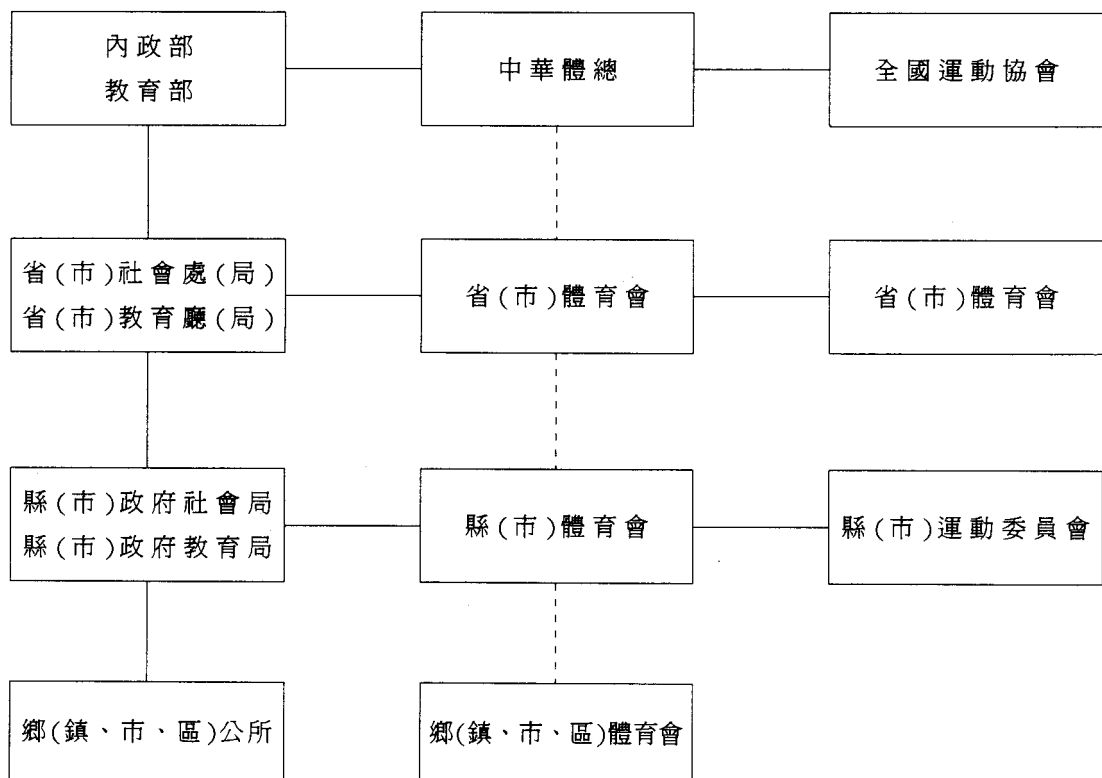 內政部
教育部
中華體總
全國運動協會
省(市)社會處(局)
省(市)教育廳(局)
省(市)體育會
省(市)體育會
縣(市)政府社會局
縣(市)政府教育局
縣(市)體育會
縣(市)運動委員會
鄉(鎮、市、區)公所
鄉(鎮、市、區)體育會